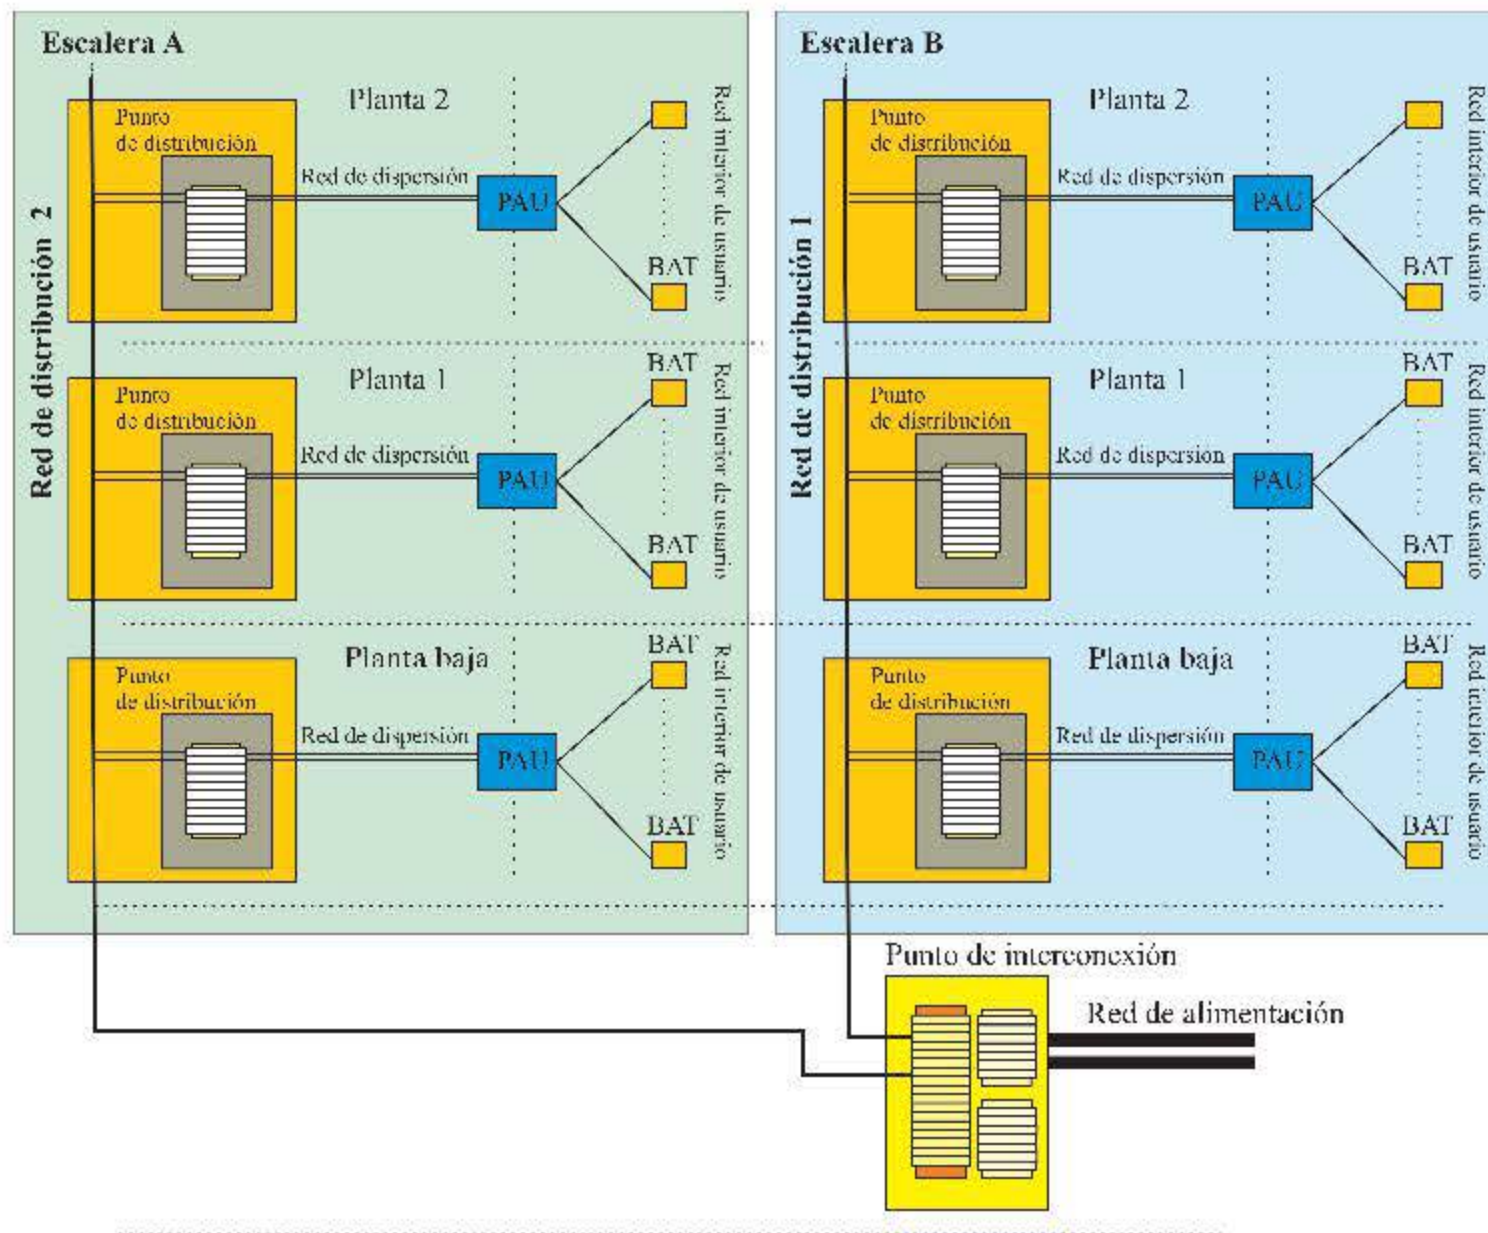 Escalera A
Red de distribución 2
Planta 2
Punto
de distribución
Red de dispersión
PAU
BAT
Red interior de usuario
Planta 1
Punto
de distribución
Red de dispersión
PAU
BAT
BAT
Red interior de usuario
Planta baja
Punto
de distribución
Red de dispersión
PAU
BAT
BAT
Red interior de usuario
Escalera B
Red de distribución 1
Planta 2
Punto
de distribución
Red de dispersión
PAU
BAT
Red interior de usuario
Planta 1
Punto
de distribución
Red de dispersión
PAU
BAT
BAT
Red interior de usuario
Planta baja
Punto
de distribución
Red de dispersión
PAU
BAT
BAT
Red interior de usuario
Punto de interconexión
Red de alimentación